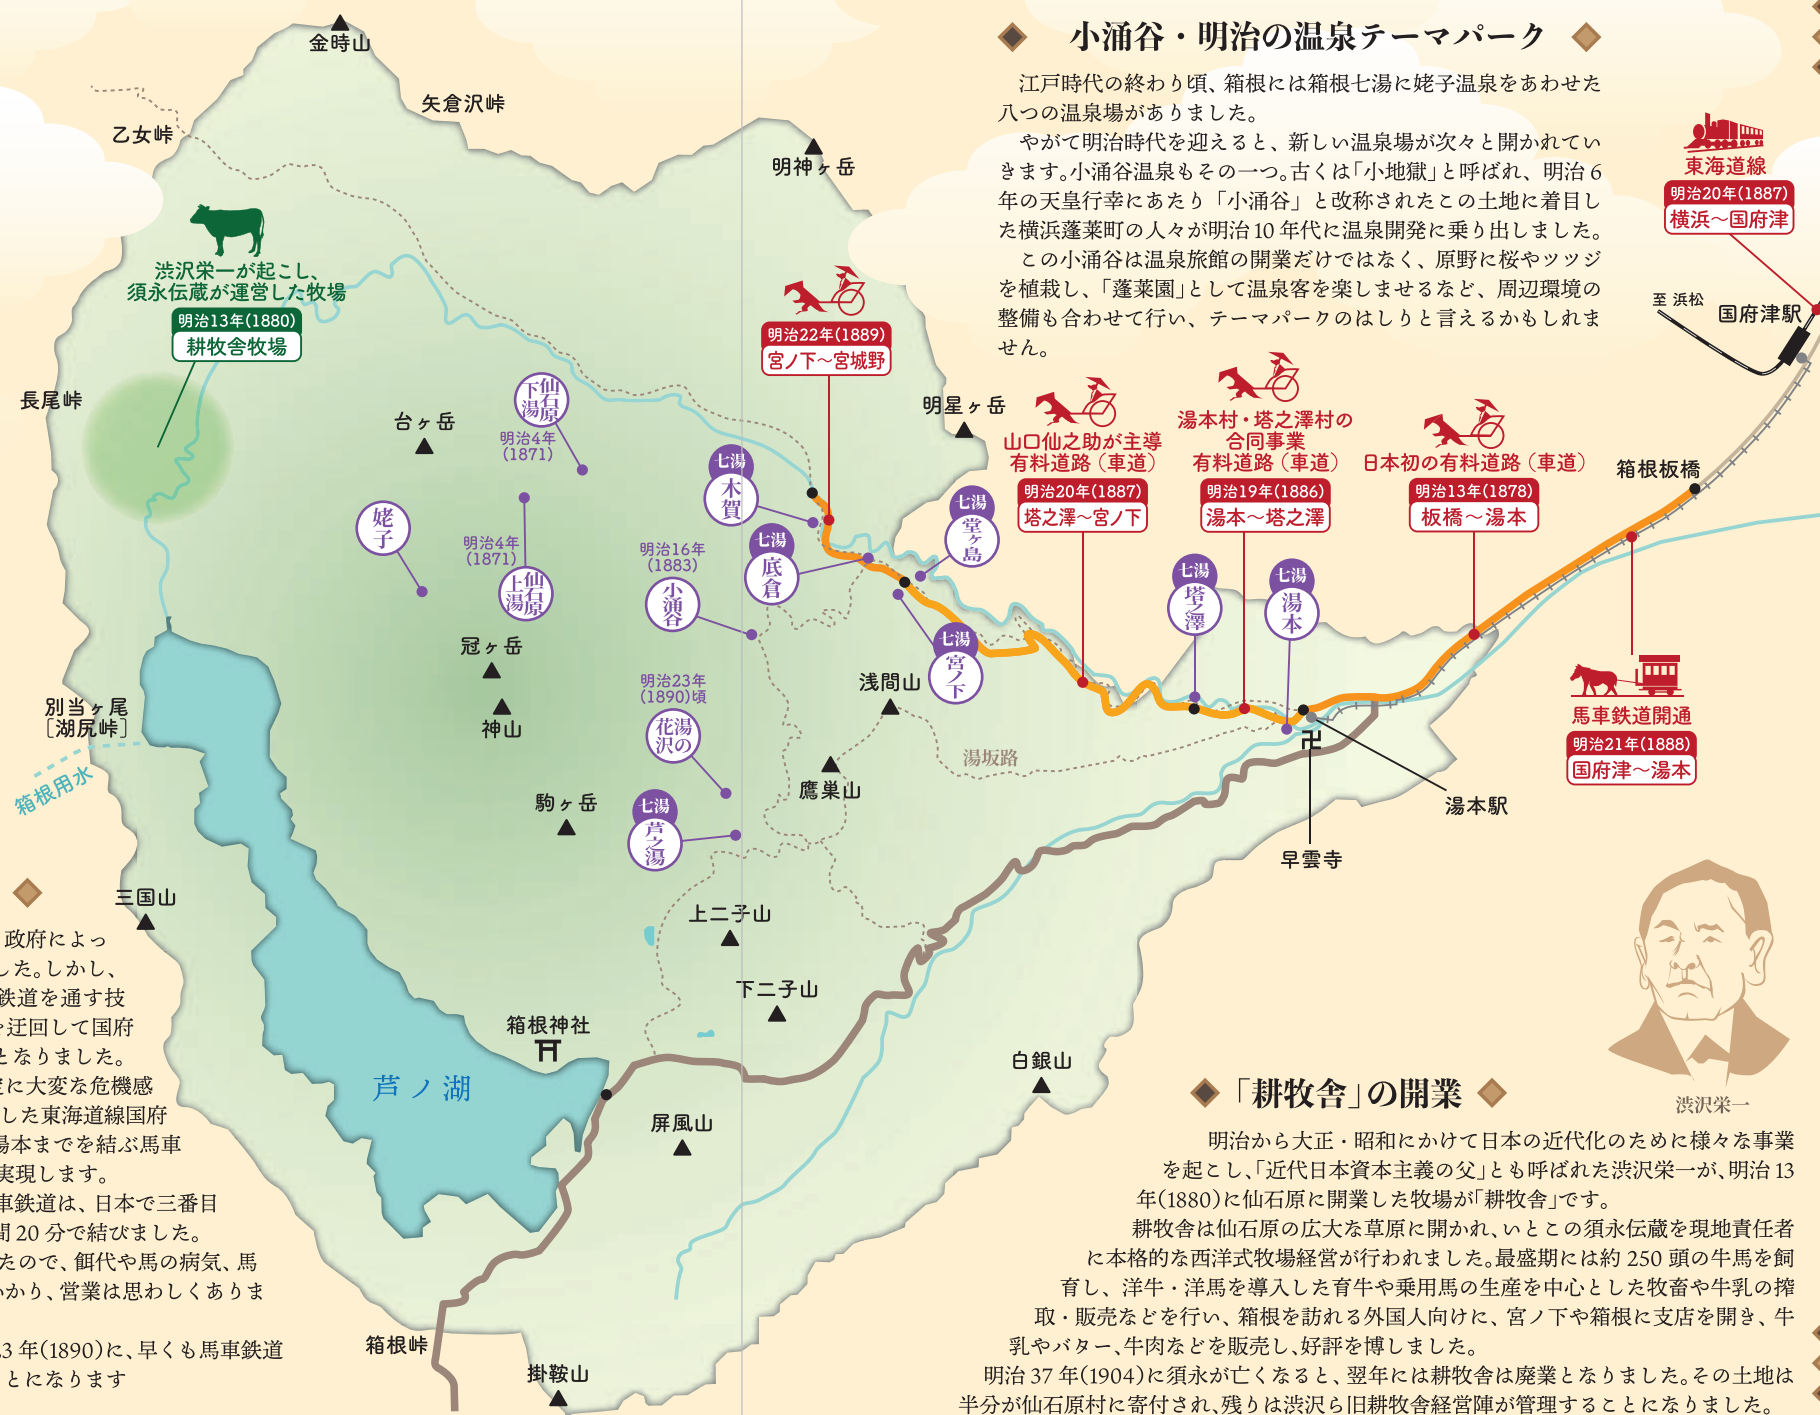 小涌谷・明治の温泉テーマパーク
江戸時代の終わり頃、箱根には箱根七湯に姥子温泉をあわせた
八つの温泉場がありました。
やがて明治時代を迎えると、新しい温泉場が次々と開かれてい
きます。小涌谷温泉もその一つ。古くは「小地獄」と呼ばれ、明治6
年の天皇行幸にあたり「小涌谷」と改称されたこの土地に着目し
た横浜蓬莱町の人々が明治10年代に温泉開発に乗り出しました。
この小涌谷は温泉旅館の開業だけではなく、原野に桜やツツジ
を植栽し、「蓬莱園」として温泉客を楽しませるなど、周辺環境の
整備も合わせて行い、テーマパークのはしりと言えるかもしれま
せん。
金時山
矢倉沢峠
乙女峠
明神ヶ岳
渋沢栄一が起こし、
須永伝蔵が運営した牧場
明治13年(1880)
耕牧舎牧場
長尾峠
台ヶ岳
仙石原
下湯
明治4年
(1871)
明治22年(1889)
宮ノ下〜宮城野
明星ヶ岳
山口仙之助が主導
有料道路（車道）
明治20年(1887)
塔之澤〜宮ノ下
湯本村・塔之澤村の
合同事業
有料道路（車道）
明治19年(1886)
湯本〜塔之澤
日本初の有料道路（車道）
明治13年(1878)
板橋〜湯本
東海道線
明治20年(1887)
横浜〜国府津
至 浜松
国府津駅
箱根板橋
七湯
木賀
七湯
底倉
七湯
堂ヶ島
七湯
宮ノ下
七湯
塔之澤
七湯
湯本
姥子
明治4年
(1871)
仙石原
上湯
明治16年
(1883)
小涌谷
明治23年
(1890)頃
湯の
花沢
七湯
芦之湯
冠ヶ岳
神山
駒ヶ岳
浅間山
鷹巣山
湯坂路
馬車鉄道開通
明治21年(1888)
国府津〜湯本
湯本駅
早雲寺
別当ヶ尾
［湖尻峠］
箱根用水
三国山
上二子山
下二子山
箱根神社
芦ノ湖
屏風山
白銀山
箱根峠
掛鞍山
政府によっ
した。しかし、
鉄道を通す技
を迂回して国府
となりました。
に大変な危機感
した東海道線国府
湯本までを結ぶ馬車
実現します。
車鉄道は、日本で三番目
間20分で結びました。
たので、餌代や馬の病気、馬
かかり、営業は思わしくありま
3年(1890)に、早くも馬車鉄道
とになります
渋沢栄一
「耕牧舎」の開業
明治から大正・昭和にかけて日本の近代化のために様々な事業
を起こし、「近代日本資本主義の父」とも呼ばれた渋沢栄一が、明治13
年(1880)に仙石原に開業した牧場が「耕牧舎」です。
耕牧舎は仙石原の広大な草原に開かれ、いとこの須永伝蔵を現地責任者
に本格的な西洋式牧場経営が行われました。最盛期には約250頭の牛馬を飼
育し、洋牛・洋馬を導入した育牛や乗用馬の生産を中心とした牧畜や牛乳の搾
取・販売などを行い、箱根を訪れる外国人向けに、宮ノ下や箱根に支店を開き、牛
乳やバター、牛肉などを販売し、好評を博しました。
明治37年(1904)に須永が亡くなると、翌年には耕牧舎は廃業となりました。その土地は
半分が仙石原村に寄付され、残りは渋沢ら旧耕牧舎経営陣が管理することになりました。